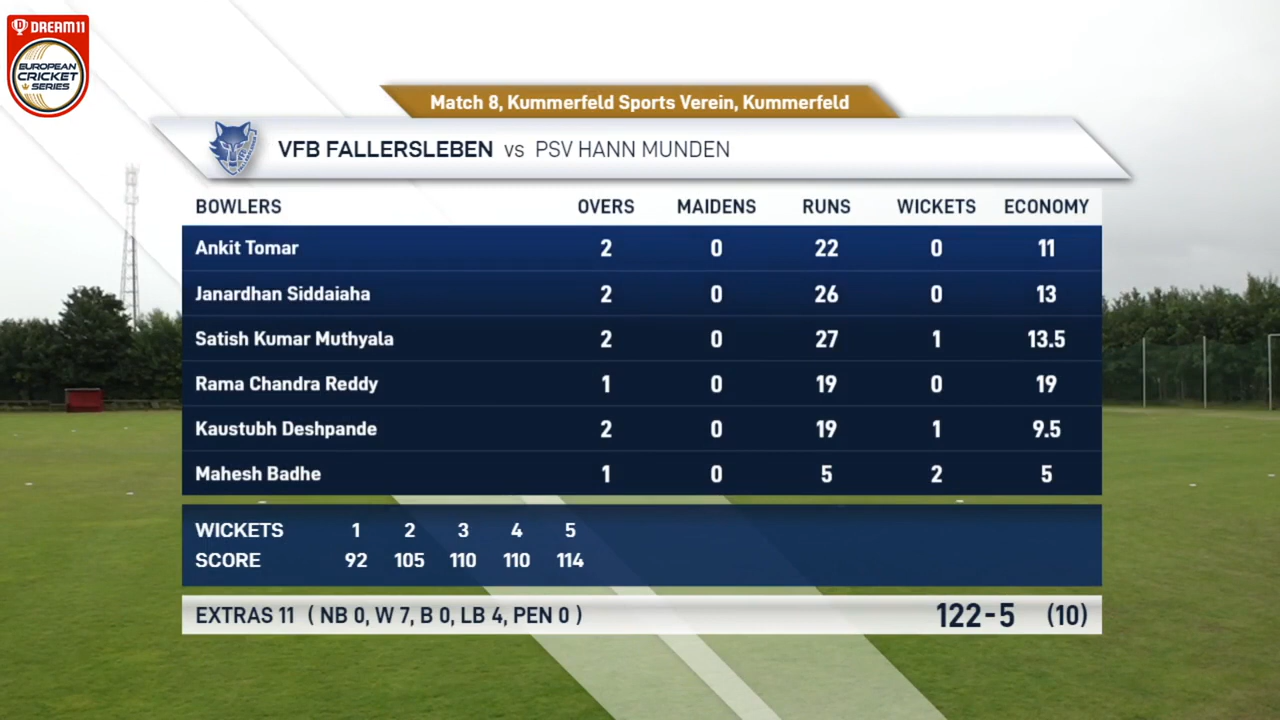 DREAM11
EUROPEAN
CRICKET
SERIES
Match 8, Kummerfeld Sports Verein, Kummerfeld
VFB FALLERSLEBEN vs PSV HANN MUNDEN
BOWLERS OVERS MAIDENS RUNS WICKETS ECONOMY
Ankit Tomar 2 0 22 0 11
Janardhan Siddaiaha 2 0 26 0 13
Satish Kumar Muthyala 2 0 27 1 13.5
Rama Chandra Reddy 1 0 19 0 19
Kaustubh Deshpande 2 0 19 1 9.5
Mahesh Badhe 1 0 5 2 5
WICKETS 1 2 3 4 5
SCORE 92 105 110 110 114
EXTRAS 11 ( NB 0, W 7, B 0, LB 4, PEN 0 ) 122-5 (10)